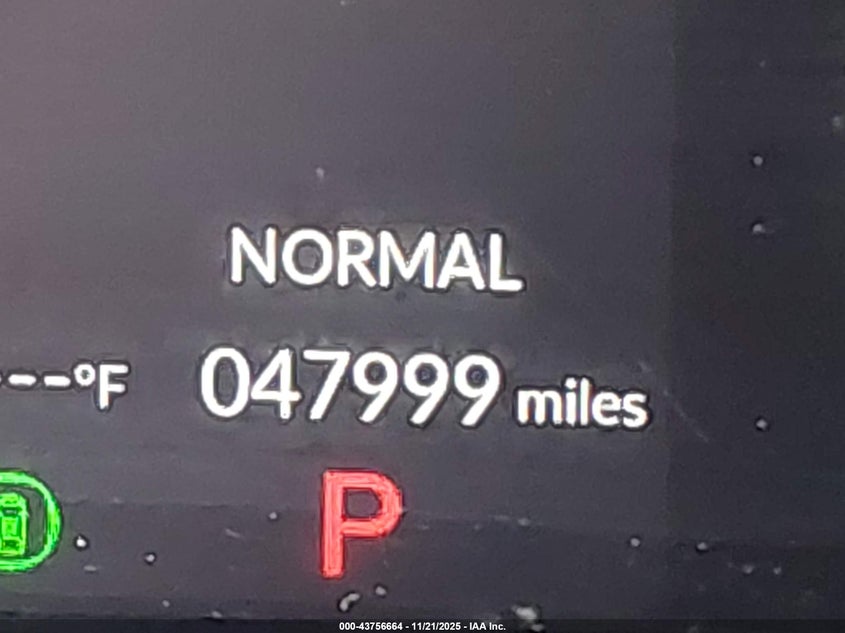 NORMAL
047999 miles
--°F
P
000-43756664 - 11/21/2025 - IAA Inc.